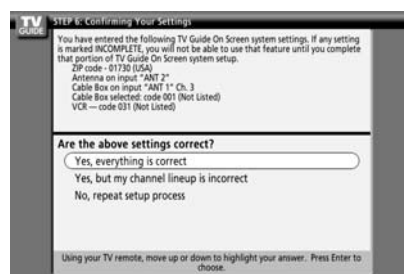 TV
GUIDE
STEP 6: Confirming Your Settings
You have entered the following TV Guide On Screen system settings. If any setting
is marked INCOMPLETE, you will not be able to use that feature until you complete
that portion of TV Guide On Screen system setup.
ZIP code - 01730 (USA)
Antenna on input "ANT 2"
Cable Box on input "ANT 1" Ch. 3
Cable Box selected: code 001 (Not Listed)
VCR — code 031 (Not Listed)
Are the above settings correct?
Yes, everything is correct
Yes, but my channel lineup is incorrect
No, repeat setup process
Using your TV remote, move up or down to highlight your answer. Press Enter to
choose.